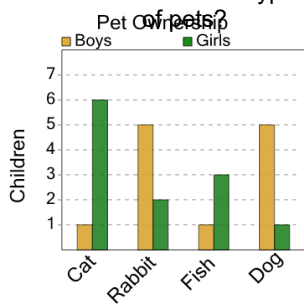 of pets?
Pet Ownership
Boys Girls
7
6
5
4
3
2
1
Children
Cat
Rabbit
Fish
Dog